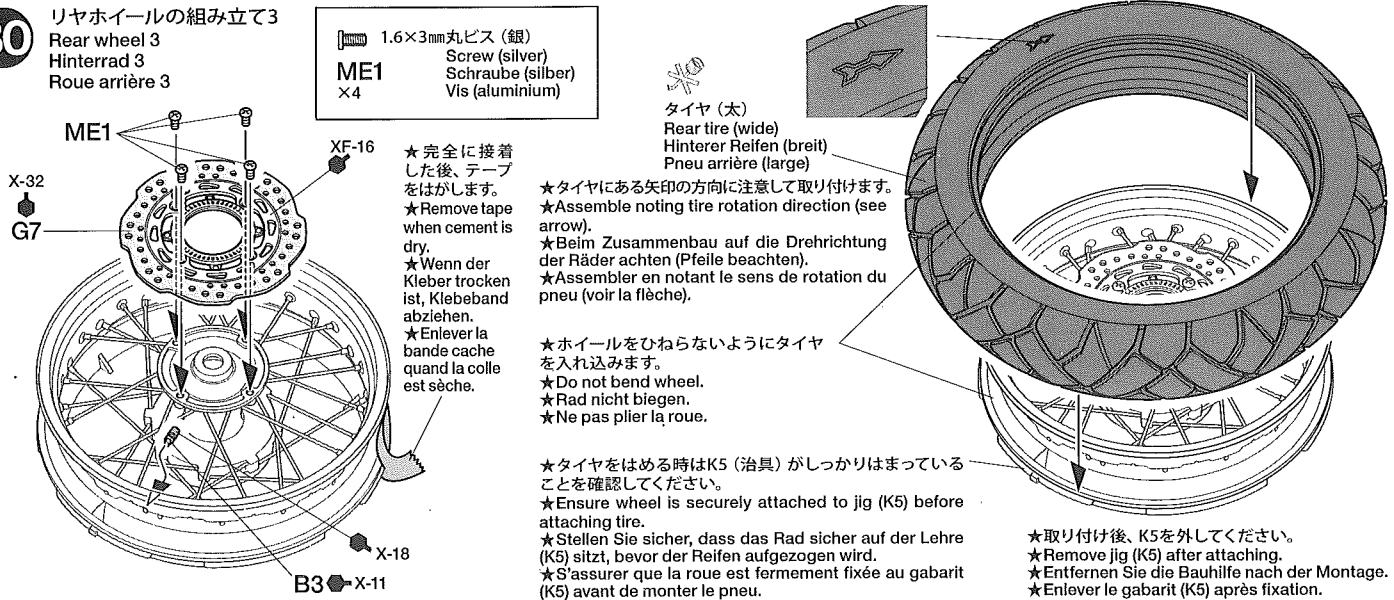 30
リヤホイールの組み立て3
Rear wheel 3
Hinterrad 3
Roue arrière 3
1.6×3mm丸ビス（銀）
ME1
×4
Screw (silver)
Schraube (silber)
Vis (aluminium)
ME1
XF-16
X-32
G7
★完全に接着
した後、テープ
をはがします。
★Remove tape
when cement is
dry.
★Wenn der
Kleber trocken
ist, Klebeband
abziehen.
★Enlever la
bande cache
quand la colle
est sèche.
X-18
B3
X-11
タイヤ（太）
Rear tire (wide)
Hinterer Reifen (breit)
Pneu arrière (large)
★タイヤにある矢印の方向に注意して取り付けます。
★Assemble noting tire rotation direction (see
arrow).
★Beim Zusammenbau auf die Drehrichtung
der Räder achten (Pfeile beachten).
★Assembler en notant le sens de rotation du
pneu (voir la flèche).
★ホイールをひねらないようにタイヤ
を入れ込みます。
★Do not bend wheel.
★Rad nicht biegen.
★Ne pas plier la roue.
★タイヤをはめる時はK5（治具）がしっかりはまっている
ことを確認してください。
★Ensure wheel is securely attached to jig (K5) before
attaching tire.
★Stellen Sie sicher, dass das Rad sicher auf der Lehre
(K5) sitzt, bevor der Reifen aufgezogen wird.
★S'assurer que la roue est fermement fixée au gabarit
(K5) avant de monter le pneu.
★取り付け後、K5を外してください。
★Remove jig (K5) after attaching.
★Entfernen Sie die Bauhilfe nach der Montage.
★Enlever le gabarit (K5) après fixation.